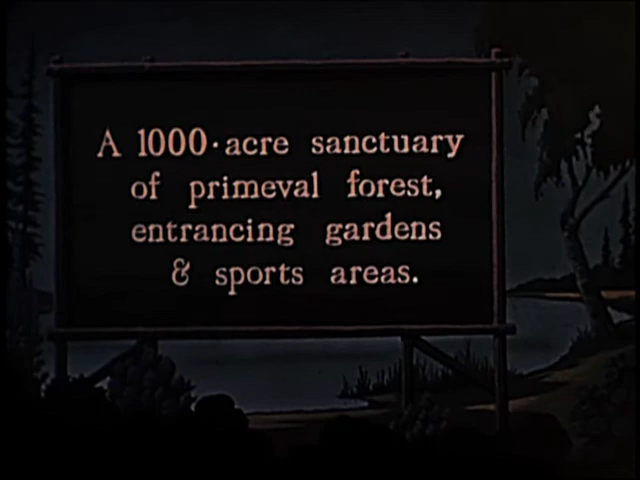 A 1000·acre sanctuary
of primeval forest,
entrancing gardens
& sports areas.